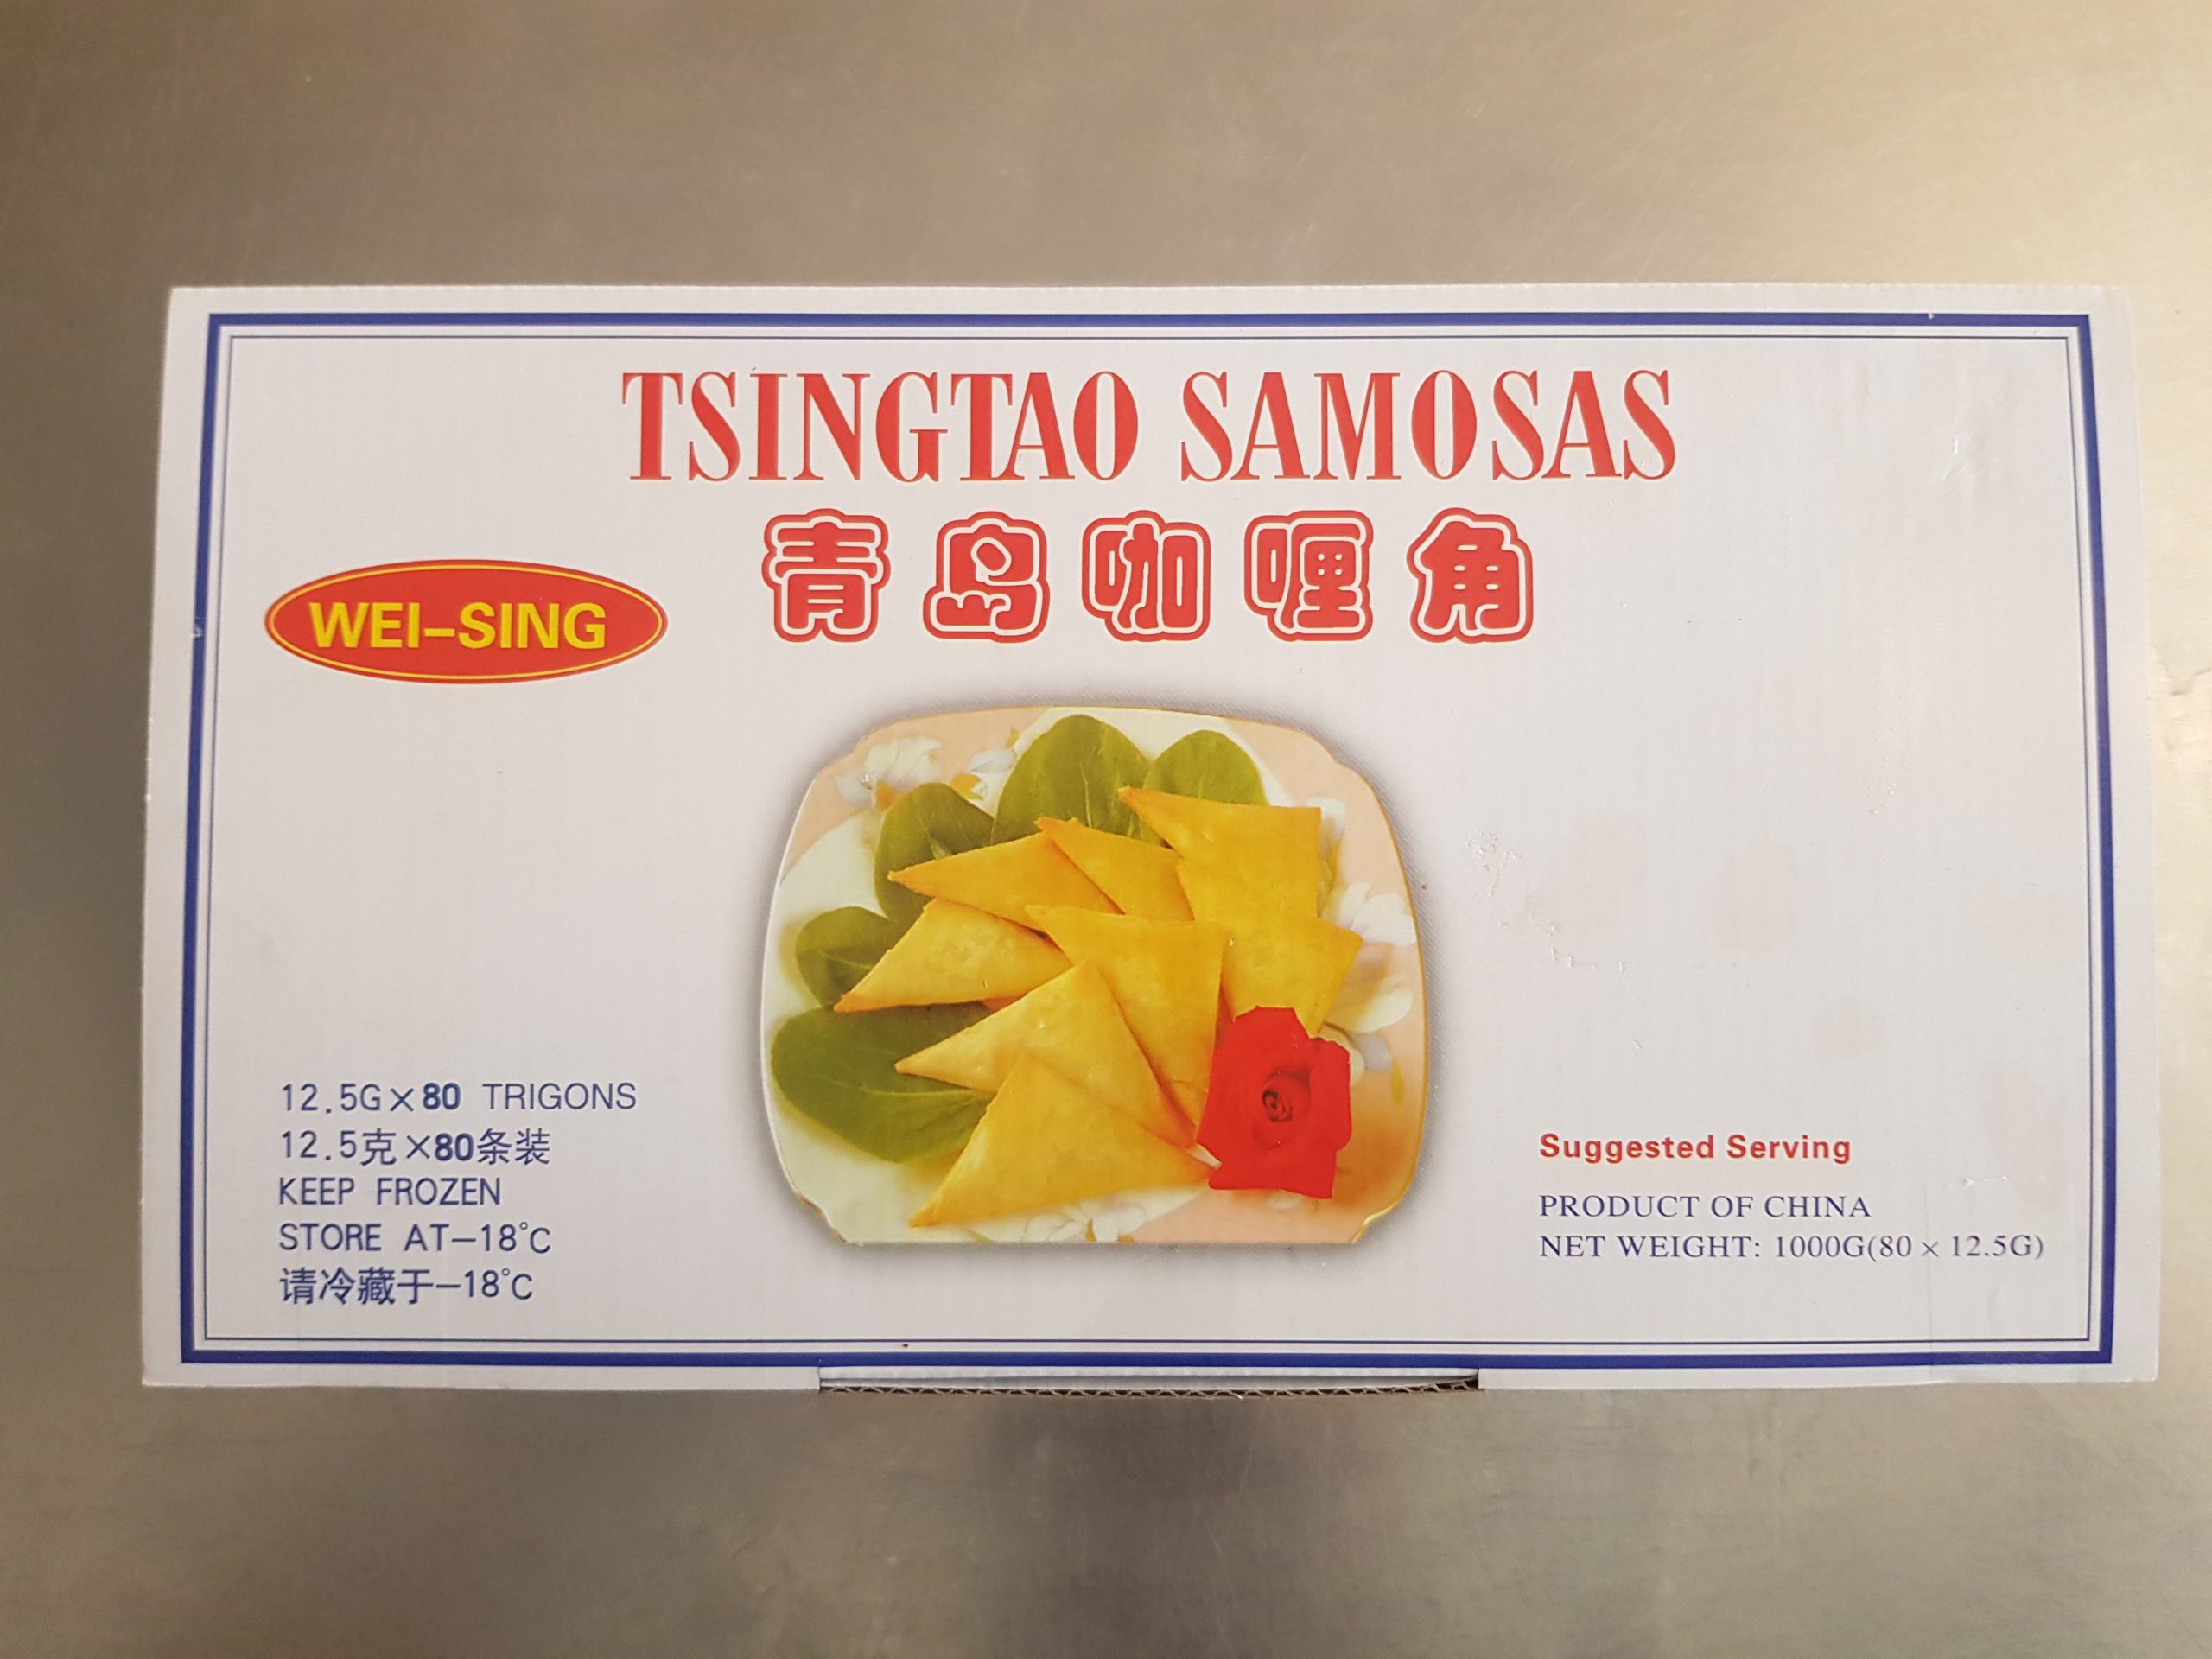 TSINGTAO SAMOSAS
青岛咖喱角
WEI-SING
12.5G×80 TRIGONS
12.5克×80条装
KEEP FROZEN
STORE AT-18°C
请冷藏于-18°C
Suggested Serving
PRODUCT OF CHINA
NET WEIGHT: 1000G(80×12.5G)